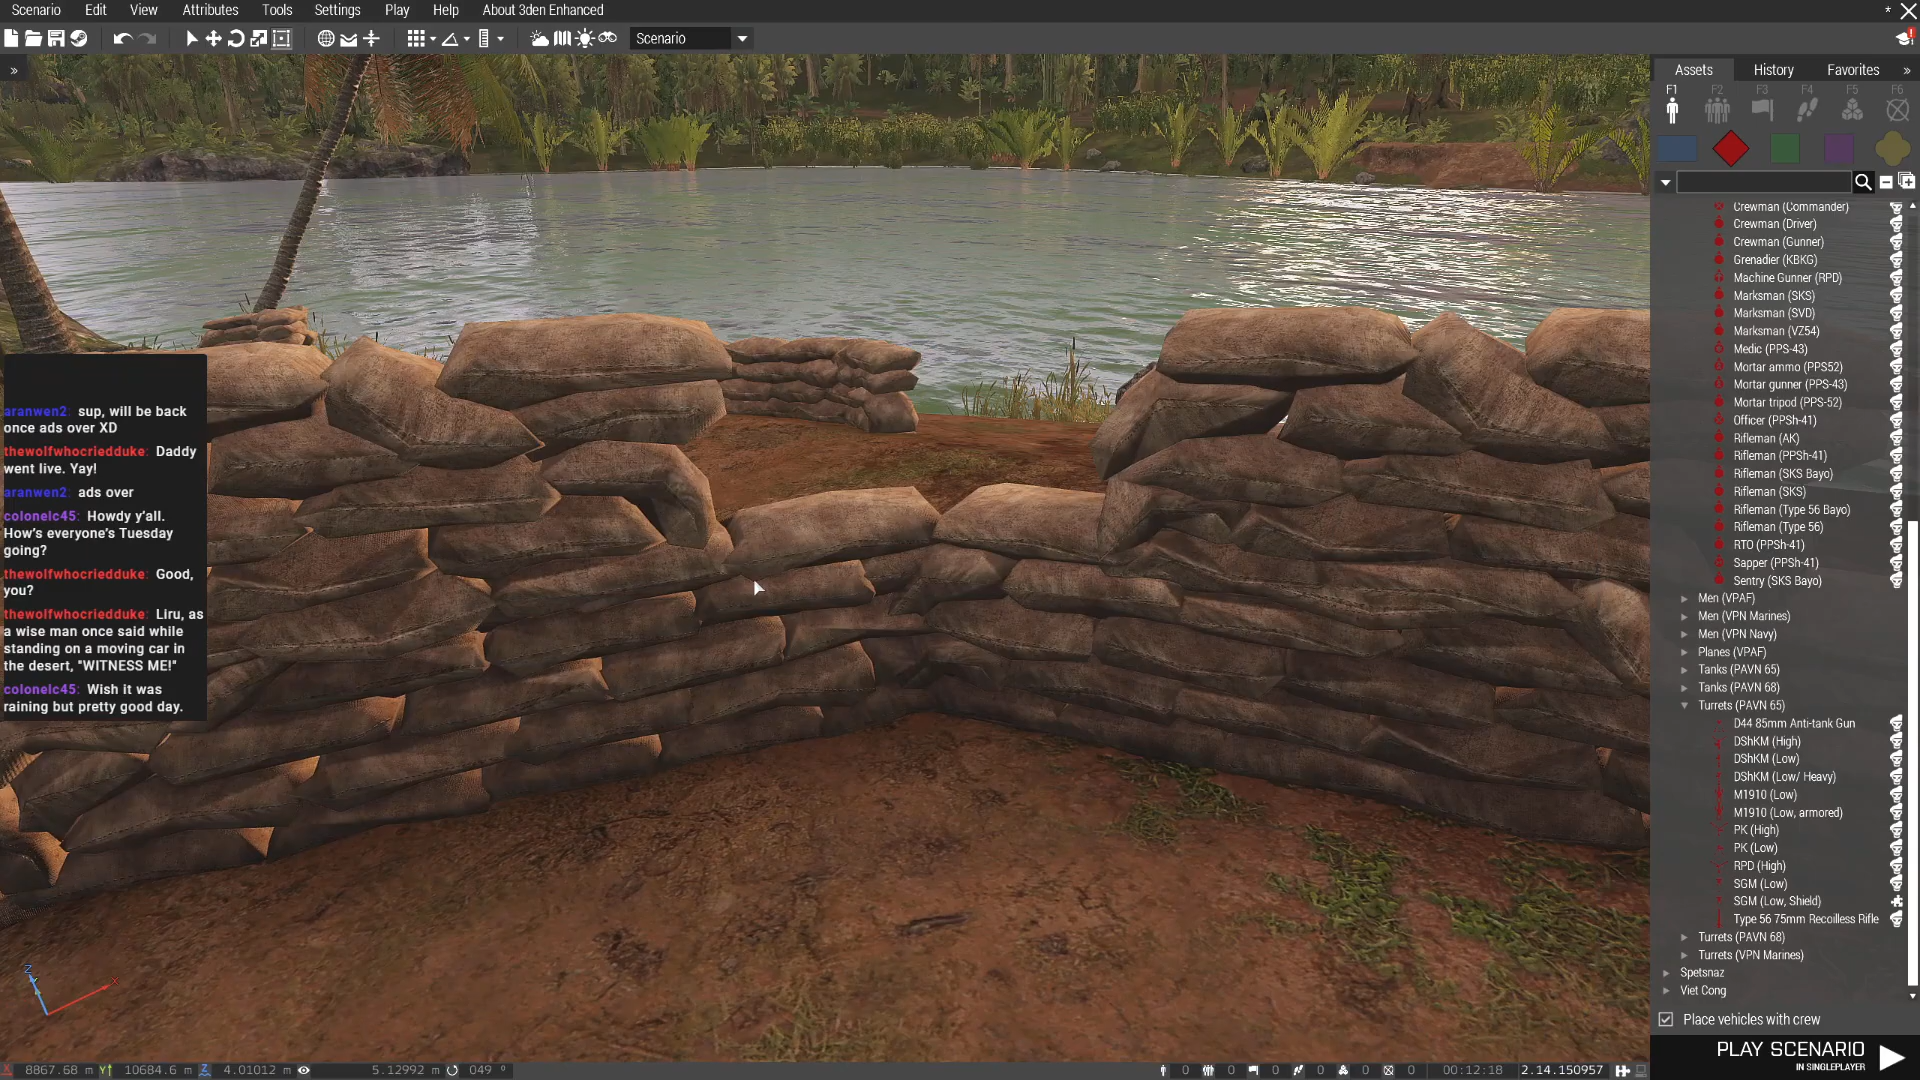 Scenario Edit View Attributes Tools Settings Play Help About 3den Enhanced
Scenario
Assets History Favorites
F1 F2 F3 F4 F5 F6
Crewman (Commander)
Crewman (Driver)
Crewman (Gunner)
Grenadier (KBKG)
Machine Gunner (RPD)
Marksman (SKS)
Marksman (SVD)
Marksman (VZ54)
Medic (PPS-43)
Mortar ammo (PPS52)
Mortar gunner (PPS-43)
Mortar tripod (PPS-52)
Officer (PPSh-41)
Rifleman (AK)
Rifleman (PPSh-41)
Rifleman (SKS Bayo)
Rifleman (SKS)
Rifleman (Type 56 Bayo)
Rifleman (Type 56)
RTO (PPSh-41)
Sapper (PPSh-41)
Sentry (SKS Bayo)
Men (VPAF)
Men (VPN Marines)
Men (VPN Navy)
Planes (VPAF)
Tanks (PAVN 65)
Tanks (PAVN 68)
Turrets (PAVN 65)
D44 85mm Anti-tank Gun
DShKM (High)
DShKM (Low)
DShKM (Low/ Heavy)
M1910 (Low)
M1910 (Low, armored)
PK (High)
PK (Low)
RPD (High)
SGM (Low)
SGM (Low, Shield)
Type 56 75mm Recoilless Rifle
Turrets (PAVN 68)
Turrets (VPN Marines)
Spetsnaz
Viet Cong
Place vehicles with crew
PLAY SCENARIO
IN SINGLEPLAYER
aranwen2: sup, will be back
once ads over XD
thewolfwhocriedduke: Daddy
went live. Yay!
aranwen2: ads over
colonelc45: Howdy y'all.
How's everyone's Tuesday
going?
thewolfwhocriedduke: Good,
you?
thewolfwhocriedduke: Liru, as
a wise man once said while
standing on a moving car in
the desert, "WITNESS ME!"
colonelc45: Wish it was
raining but pretty good day.
Z
X
X 8867.68 m Y 10684.6 m Z 4.01012 m 5.12992 m 049 ° 0 0 0 0 0 0 00:12:18 2.14.150957